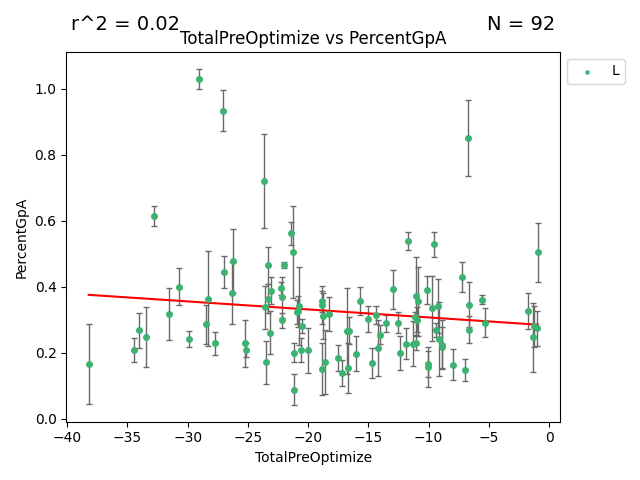 r^2 = 0.02
N = 92
TotalPreOptimize vs PercentGpA
L
PercentGpA
1.0
0.8
0.6
0.4
0.2
0.0
−40 −35 −30 −25 −20 −15 −10 −5 0
TotalPreOptimize